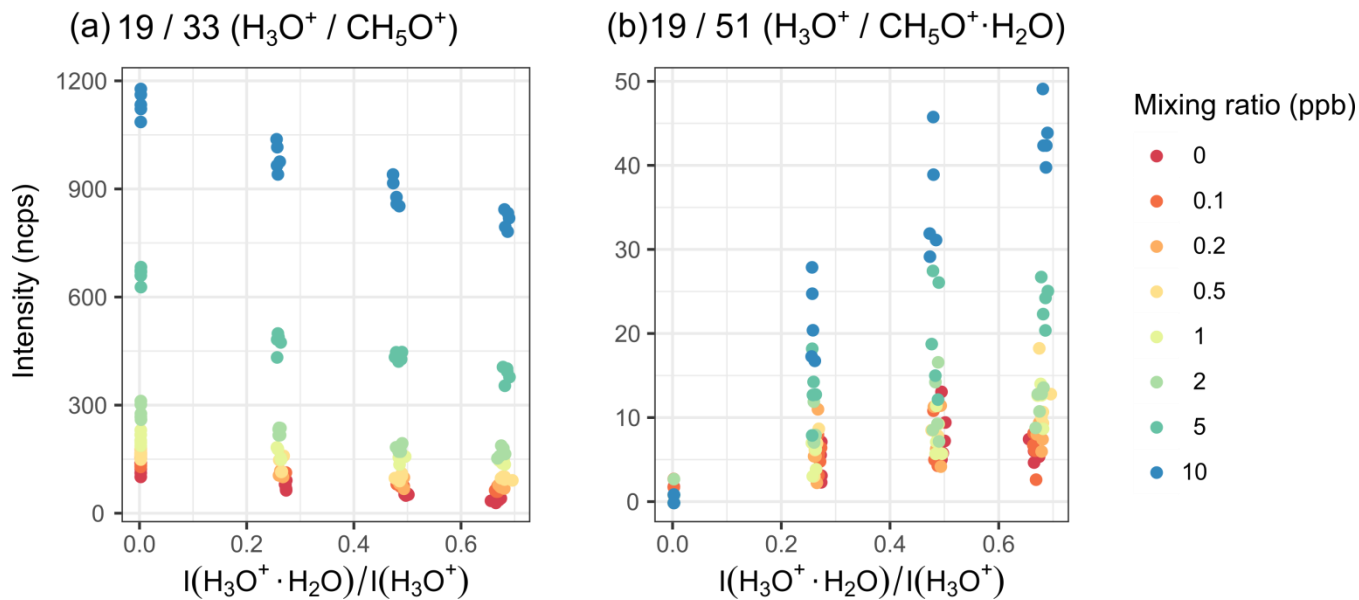 (a) 19 / 33 (H₃O⁺ / CH₅O⁺)
(b) 19 / 51 (H₃O⁺ / CH₅O⁺·H₂O)
Intensity (ncps)
1200
900
600
300
0
0.0 0.2 0.4 0.6
I(H₃O⁺·H₂O)/I(H₃O⁺)
50
40
30
20
10
0
0.0 0.2 0.4 0.6
I(H₃O⁺·H₂O)/I(H₃O⁺)
Mixing ratio (ppb)
0
0.1
0.2
0.5
1
2
5
10